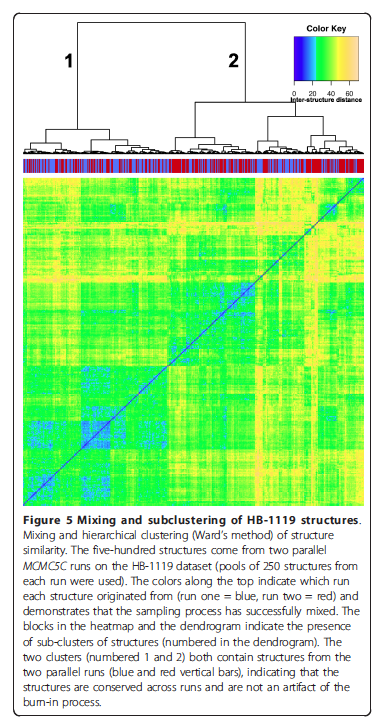 Color Key
1
2
0 20 40 60
Inter-structure distance
Figure 5 Mixing and subclustering of HB-1119 structures.
Mixing and hierarchical clustering (Ward's method) of structure
similarity. The five-hundred structures come from two parallel
MCMC5C runs on the HB-1119 dataset (pools of 250 structures from
each run were used). The colors along the top indicate which run
each structure originated from (run one = blue, run two = red) and
demonstrates that the sampling process has successfully mixed. The
blocks in the heatmap and the dendrogram indicate the presence
of sub-clusters of structures (numbered in the dendrogram). The
two clusters (numbered 1 and 2) both contain structures from the
two parallel runs (blue and red vertical bars), indicating that the
structures are conserved across runs and are not an artifact of the
burn-in process.